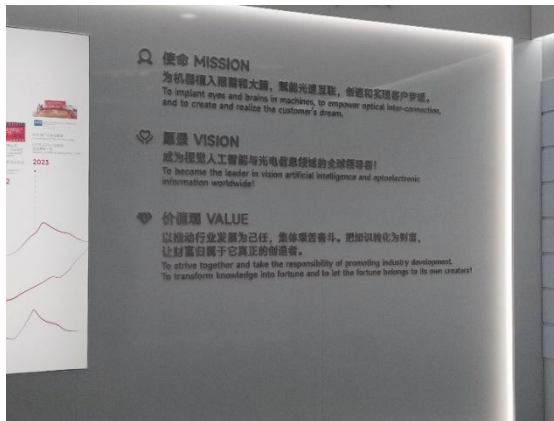 使命 MISSION
为机器植入眼睛和大脑，赋能光速互联，创造和实现客户梦想。
To implant eyes and brains in machines, to empower optical inter-connection,
and to create and realize the customer's dream.
愿景 VISION
成为视觉人工智能与光电信息领域的全球领导者！
To become the leader in vision artificial intelligence and optoelectronic
information worldwide!
价值观 VALUE
以推动行业发展为己任，集体艰苦奋斗。把知识转化为财富，
让财富归属于它真正的创造者。
To strive together and take the responsibility of promoting industry development.
To transform knowledge into fortune and to let the fortune belongs to its own creators!
2023